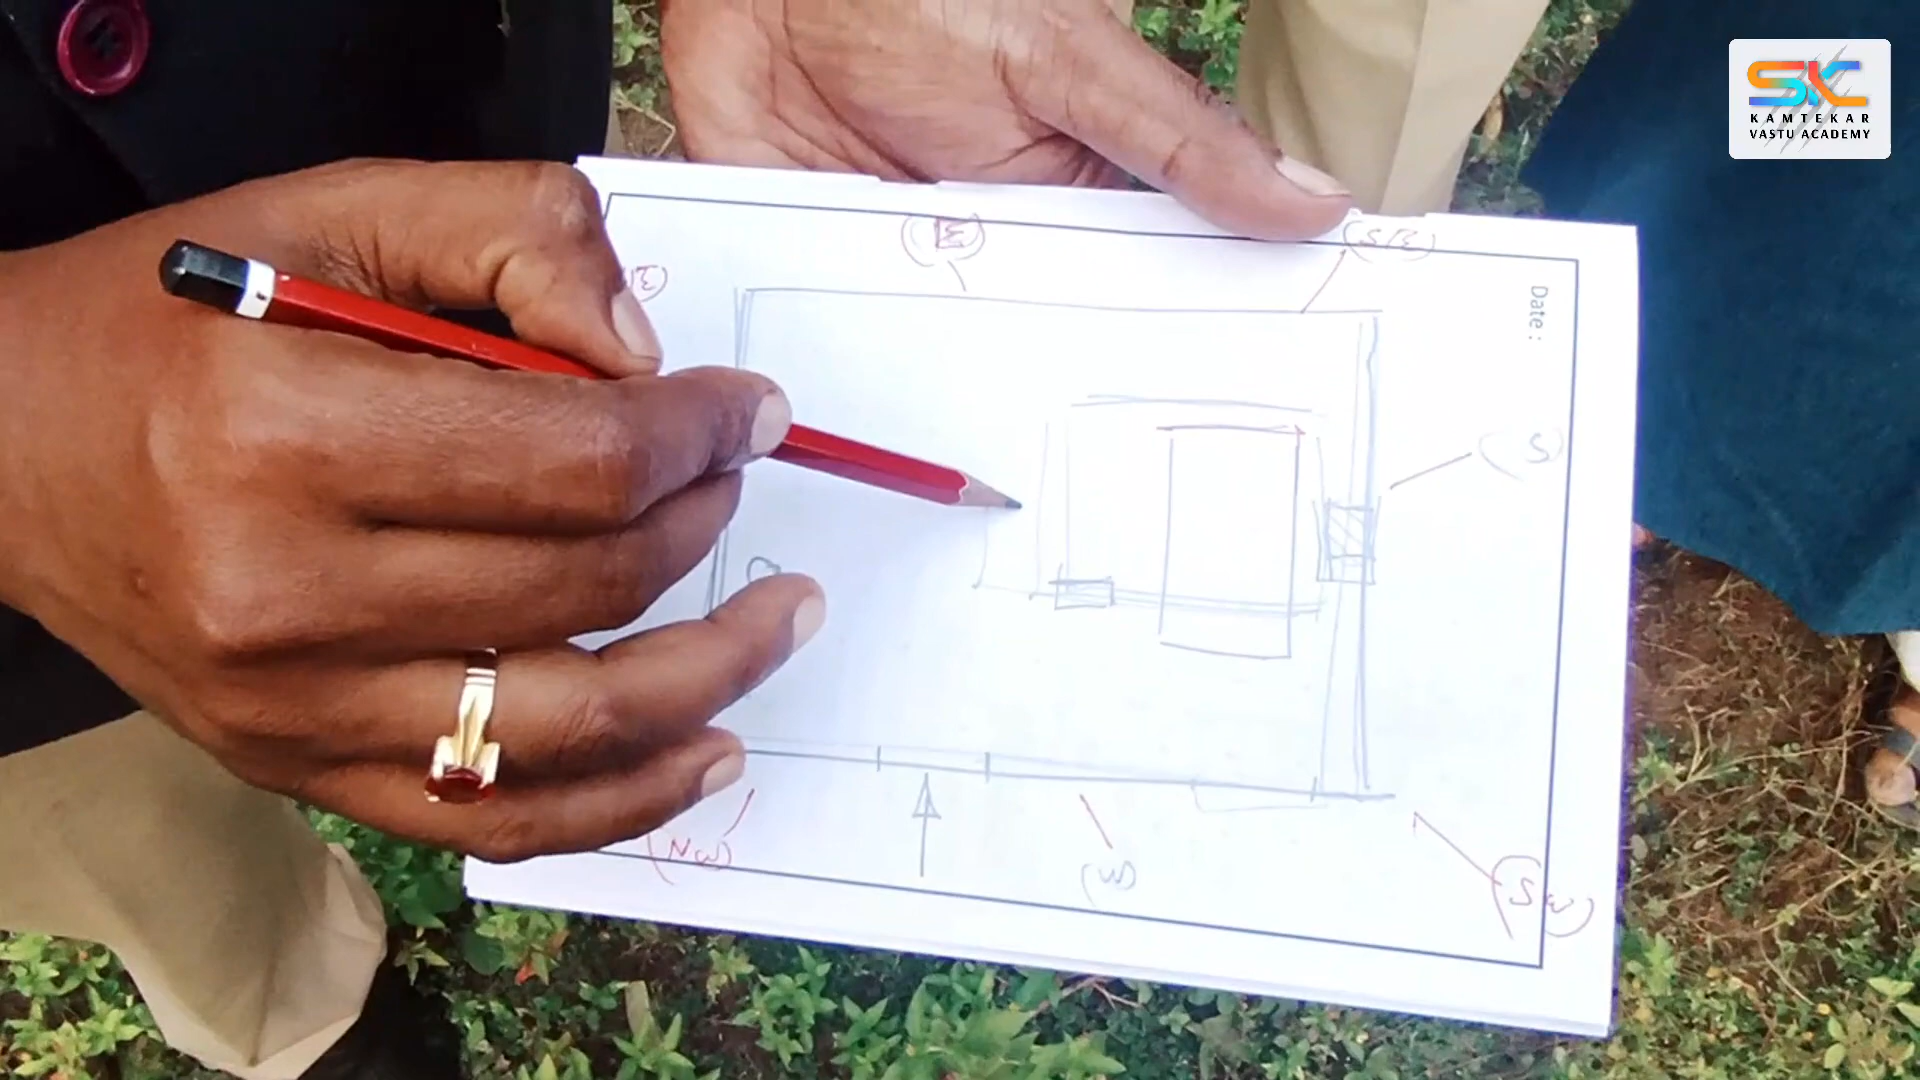 SK
KAMTEKAR
VASTU ACADEMY
Date :
E
S/E
S
NW
W
SW